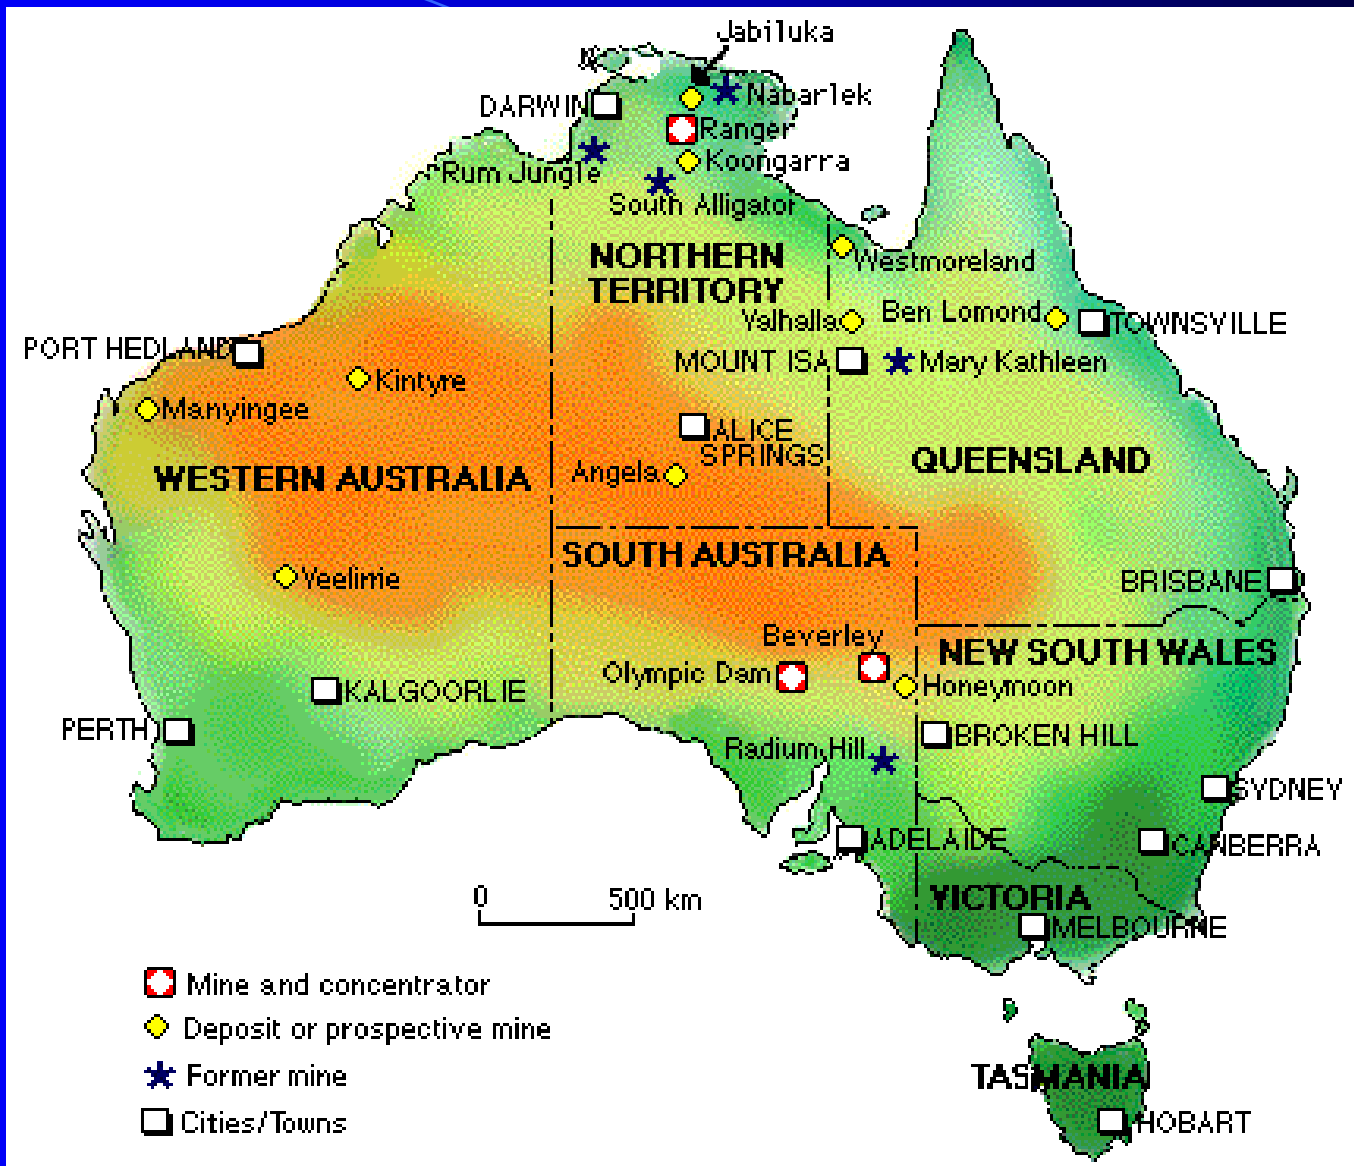 Jabiluka
DARWIN
Nabarlek
Ranger
Rum Jungle
Koongarra
South Alligator
NORTHERN
TERRITORY
Westmoreland
Valhalla
Ben Lomond
TOWNSVILLE
PORT HEDLAND
MOUNT ISA
Mary Kathleen
Kintyre
Manyingee
ALICE
SPRINGS
WESTERN AUSTRALIA
Angela
QUEENSLAND
SOUTH AUSTRALIA
Yeelirrie
BRISBANE
Beverley
NEW SOUTH WALES
Olympic Dam
Honeymoon
KALGOORLIE
PERTH
BROKEN HILL
Radium Hill
SYDNEY
ADELAIDE
CANBERRA
0 500 km
VICTORIA
MELBOURNE
Mine and concentrator
Deposit or prospective mine
Former mine
TASMANIA
Cities/Towns
HOBART